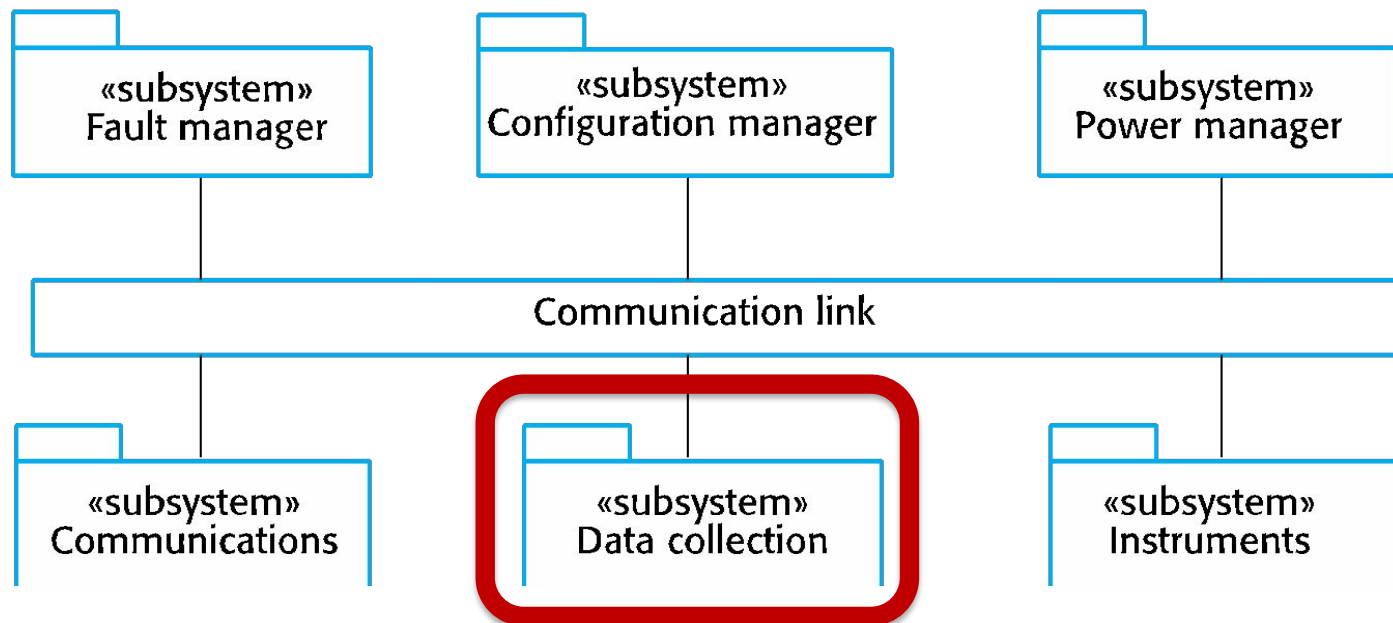 «subsystem»
Fault manager
«subsystem»
Configuration manager
«subsystem»
Power manager
Communication link
«subsystem»
Communications
«subsystem»
Data collection
«subsystem»
Instruments